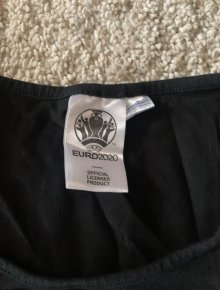 UEFA
EURO2020
OFFICIAL
LICENSED
PRODUCT